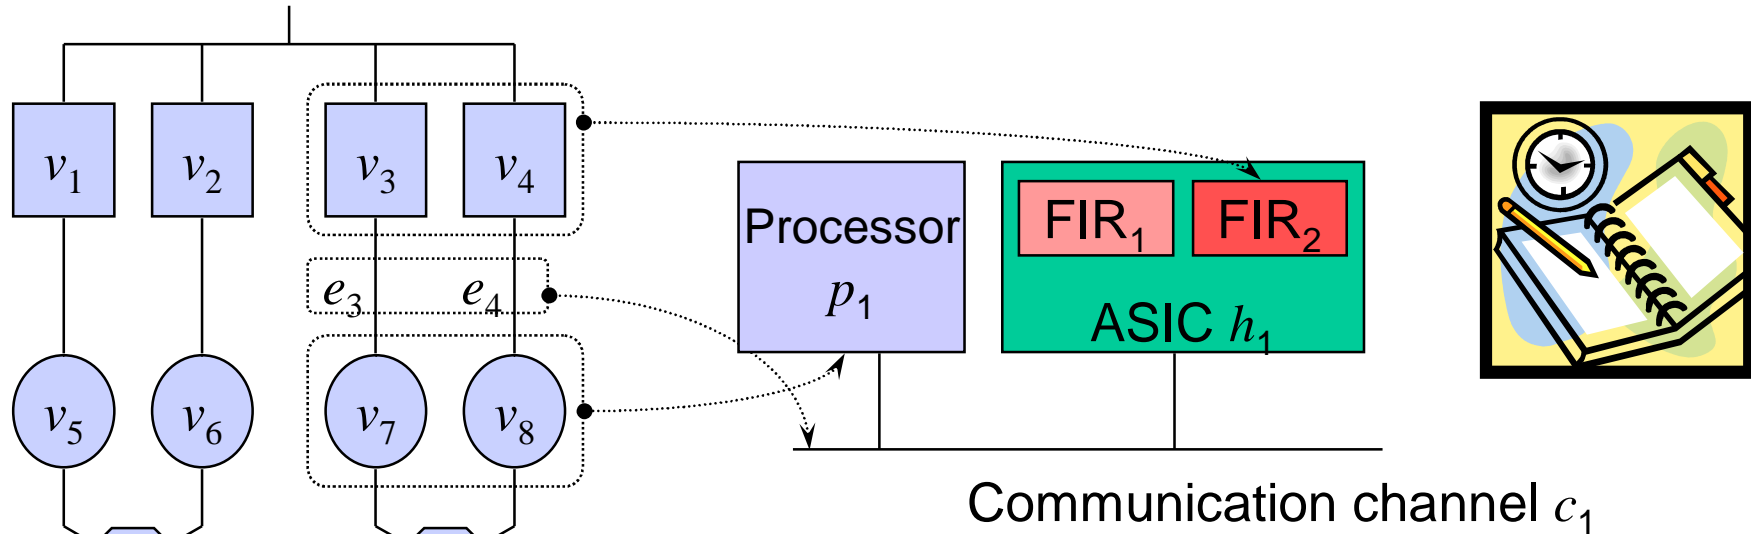 v₁ v₂ v₃ v₄
FIR₁ FIR₂
Processor
p₁
e₃ e₄
ASIC h₁
v₅ v₆ v₇ v₈
Communication channel c₁